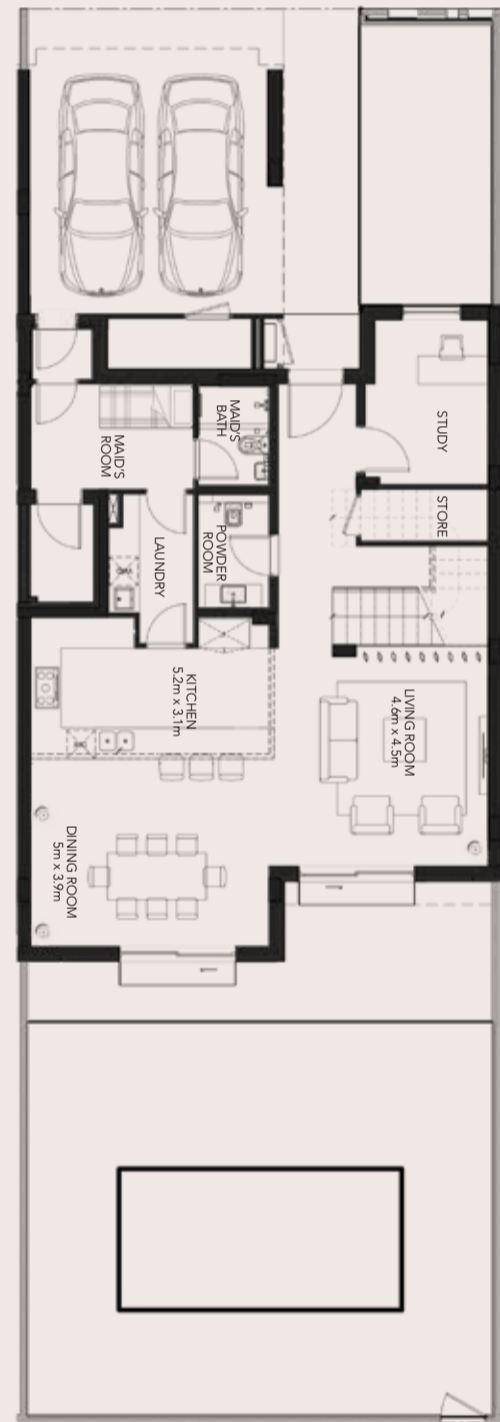 STUDY
MAID'S
BATH
MAID'S
ROOM
STORE
POWDER
ROOM
LAUNDRY
KITCHEN
5.2m x 3.1m
LIVING ROOM
4.6m x 4.5m
DINING ROOM
5m x 3.9m